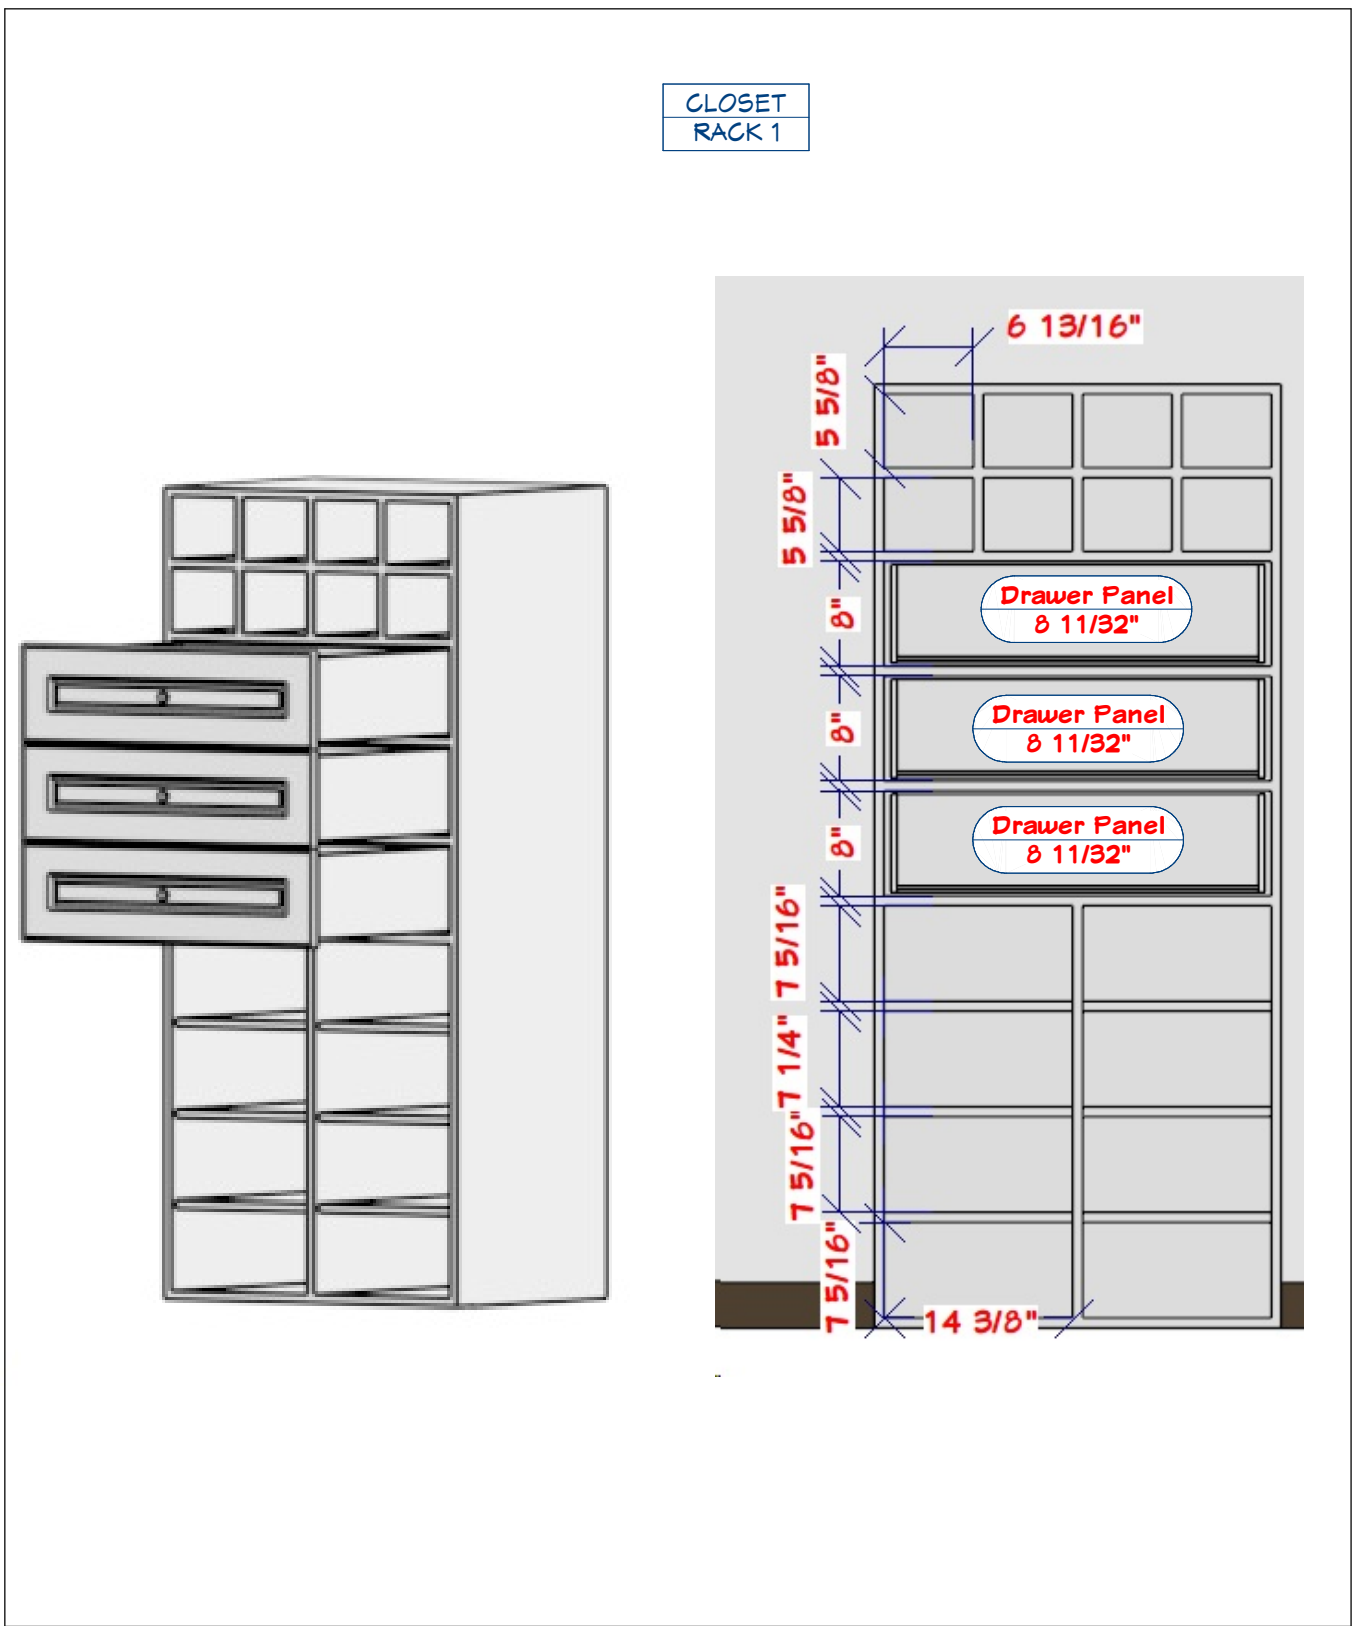 CLOSET
RACK 1
6 13/16"
5 5/8"
5 5/8"
8"
Drawer Panel
8 11/32"
8"
Drawer Panel
8 11/32"
8"
Drawer Panel
8 11/32"
7 5/16"
7 1/4"
7 5/16"
7 5/16"
14 3/8"